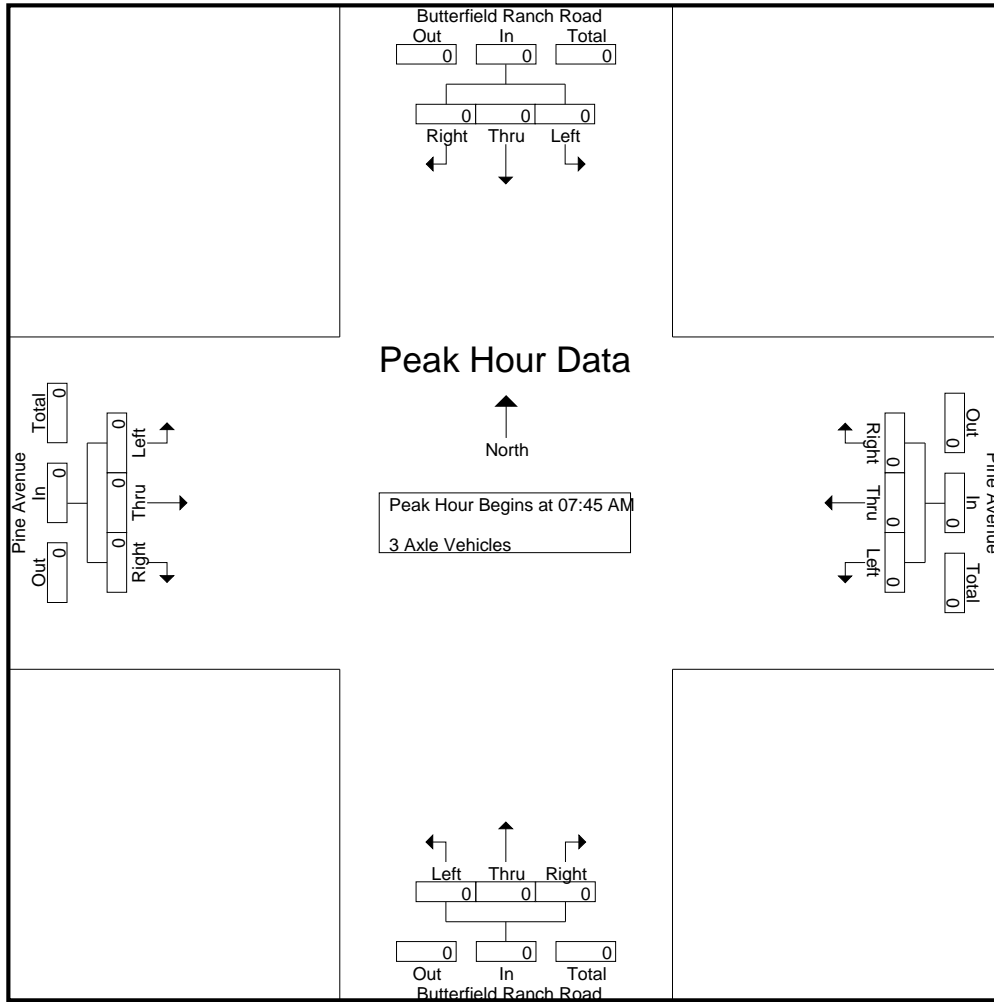 Butterfield Ranch Road
Out In Total
0 0 0
0 0 0
Right Thru Left
Peak Hour Data
North
Peak Hour Begins at 07:45 AM
3 Axle Vehicles
Pine Avenue
Out In Total
0 0 0
Left Thru Right
0 0 0
Pine Avenue
Out In Total
0 0 0
Right Thru Left
0 0 0
Left Thru Right
0 0 0
0 0 0
Out In Total
Butterfield Ranch Road